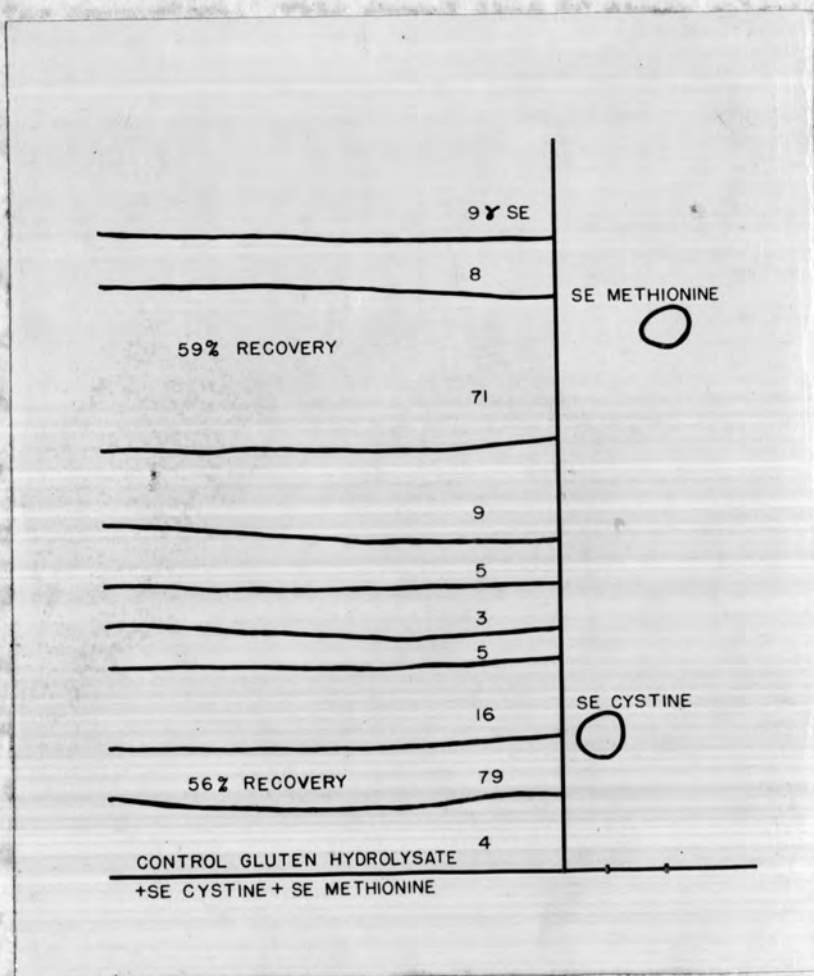 9 γ SE
8
SE METHIONINE
59% RECOVERY
71
9
5
3
5
16
SE CYSTINE
56% RECOVERY
79
4
CONTROL GLUTEN HYDROLYSATE
+SE CYSTINE + SE METHIONINE